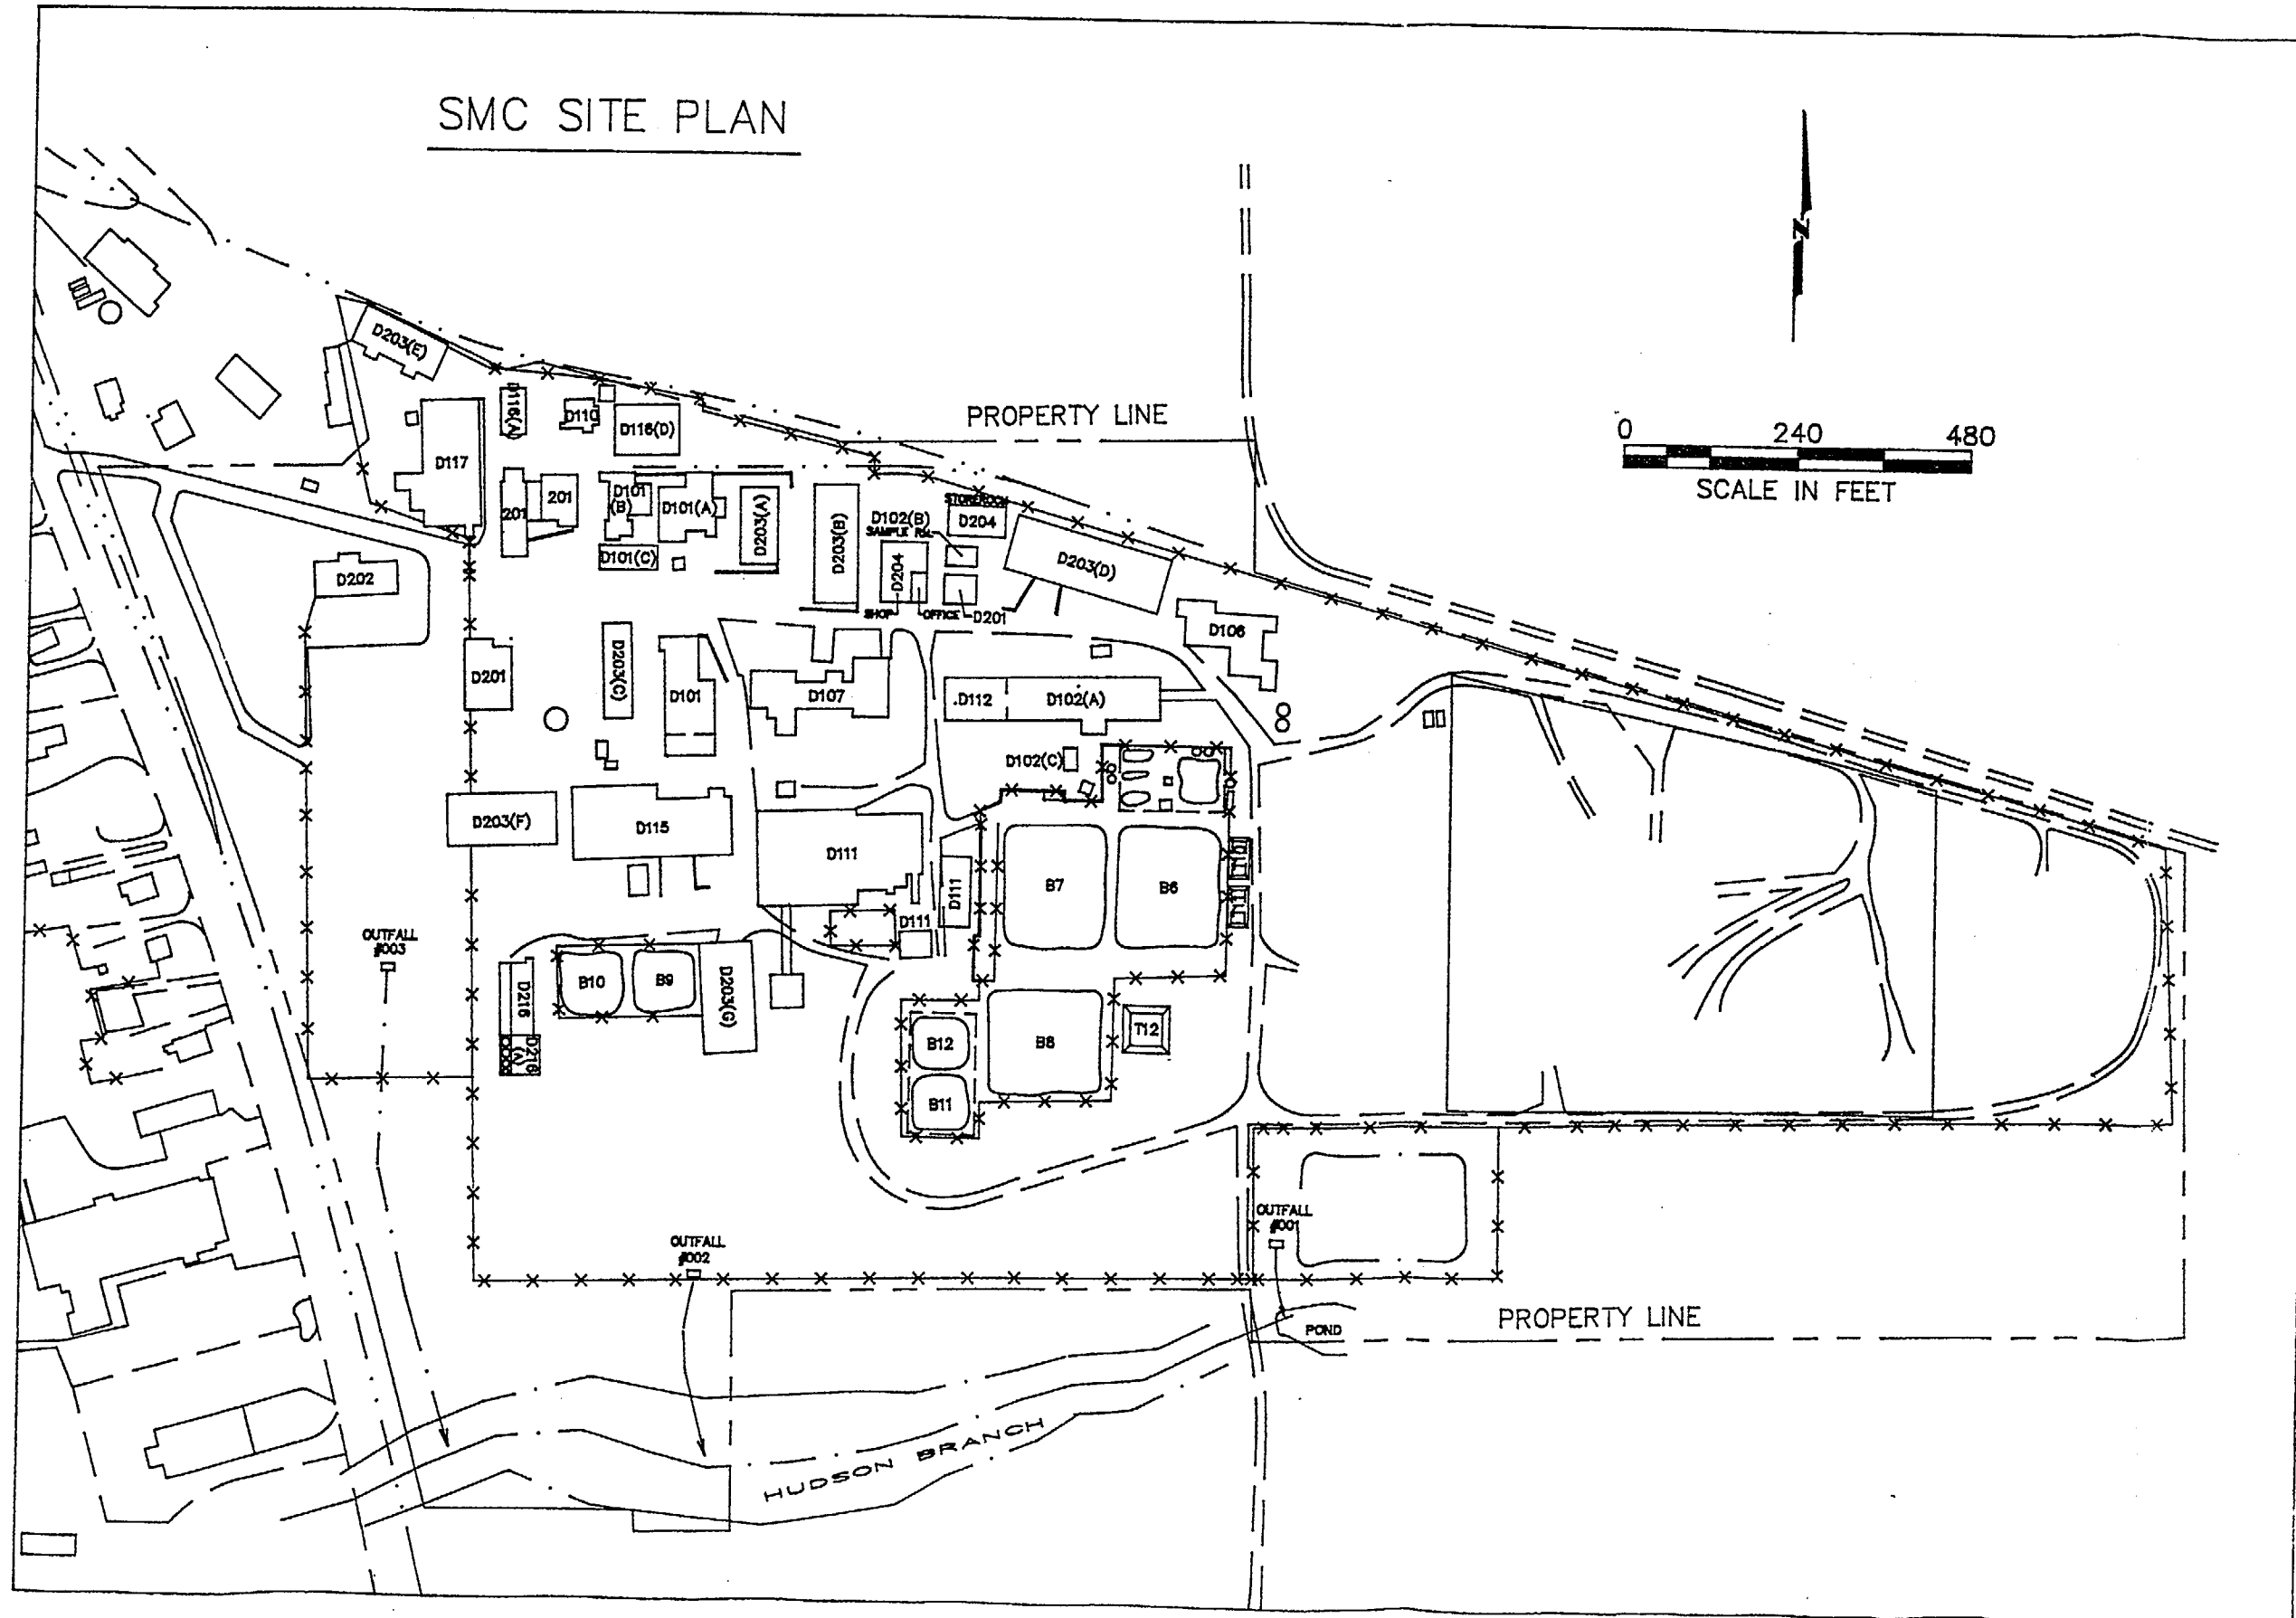 SMC SITE PLAN
N
0 240 480
SCALE IN FEET
PROPERTY LINE
D203(E)
D116(A)
D110
D116(D)
D117
201
201
D101
(B)
D101(A)
D101(C)
D203(A)
D203(B)
D102(B)
SAMPLE RM.
STOREROOM
D204
D204
SHOP
OFFICE
D201
D203(D)
D106
D202
D201
D203(C)
D101
D107
D112
D102(A)
D102(C)
D203(F)
D115
D111
D111
D111
B7
B6
OUTFALL
#003
D216
D216
(A)
B10
B9
D203(G)
B12
B8
T12
B11
OUTFALL
#002
OUTFALL
#001
POND
PROPERTY LINE
HUDSON BRANCH